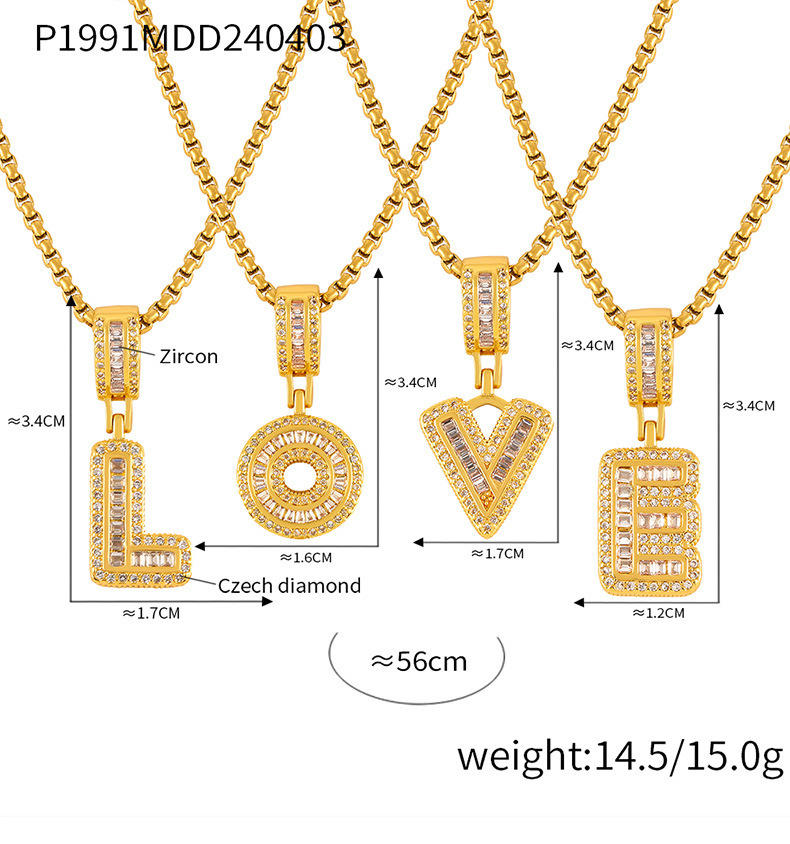 P1991MDD240403
Zircon
≈3.4CM
≈3.4CM
≈3.4CM
≈3.4CM
≈1.6CM
≈1.7CM
Czech diamond
≈1.7CM
≈1.2CM
≈56cm
weight:14.5/15.0g